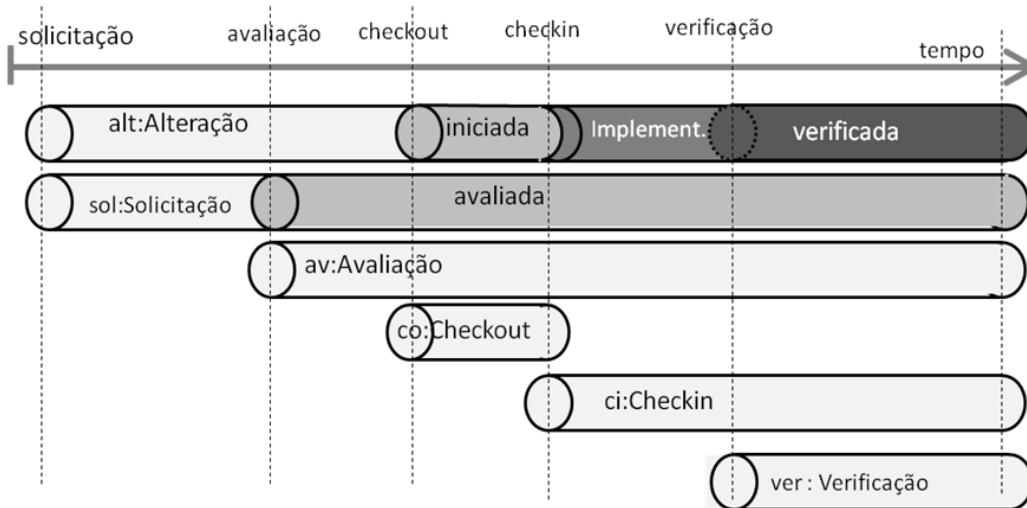 solicitação
avaliação
checkout
checkin
verificação
tempo
alt:Alteração
iniciada
Implement.
verificada
sol:Solicitação
avaliada
av:Avaliação
co:Checkout
ci:Checkin
ver : Verificação